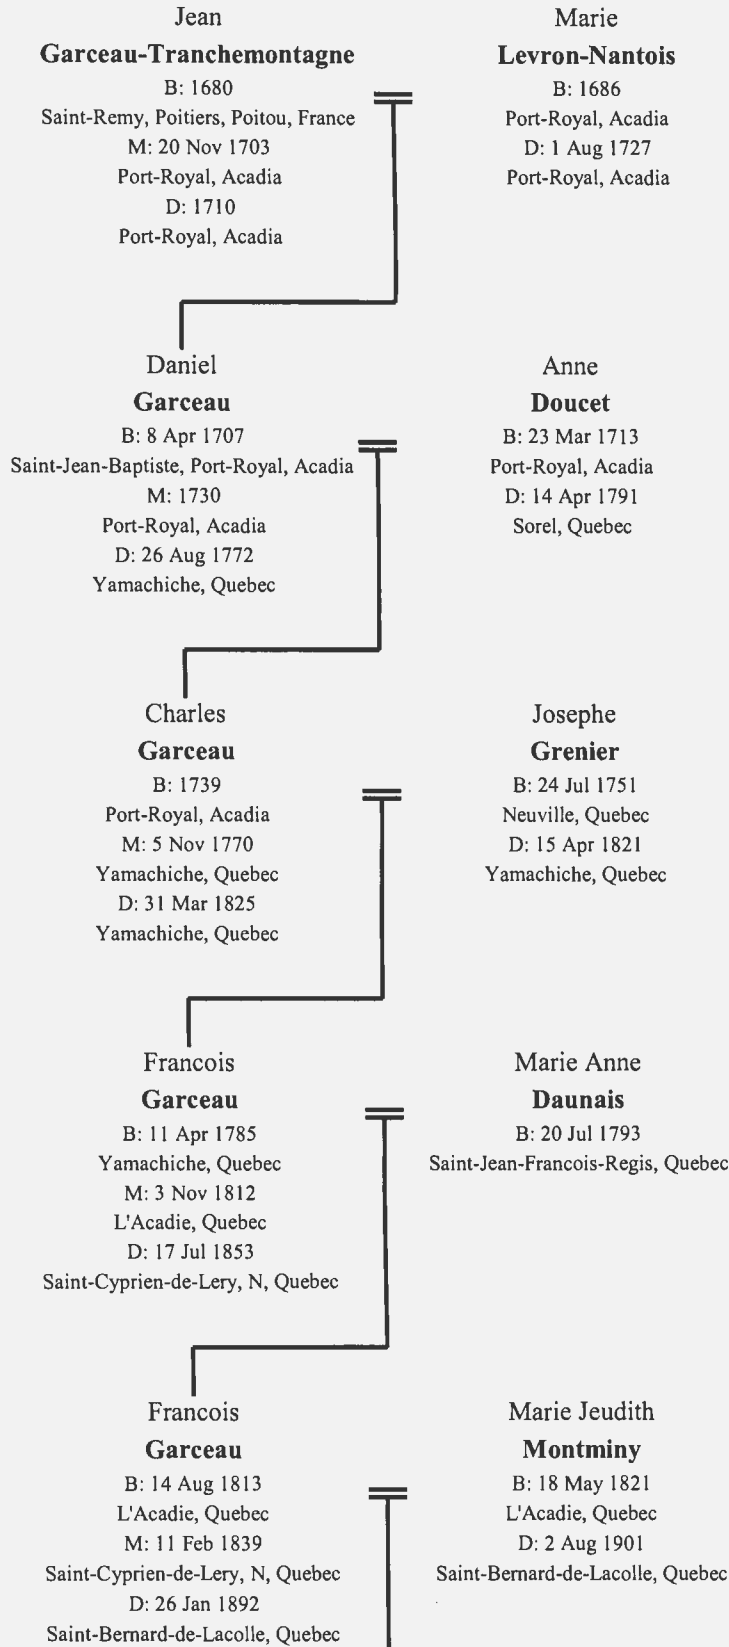 Jean
Garceau-Tranchemontagne
B: 1680
Saint-Remy, Poitiers, Poitou, France
M: 20 Nov 1703
Port-Royal, Acadia
D: 1710
Port-Royal, Acadia
Marie
Levron-Nantois
B: 1686
Port-Royal, Acadia
D: 1 Aug 1727
Port-Royal, Acadia
Daniel
Garceau
B: 8 Apr 1707
Saint-Jean-Baptiste, Port-Royal, Acadia
M: 1730
Port-Royal, Acadia
D: 26 Aug 1772
Yamachiche, Quebec
Anne
Doucet
B: 23 Mar 1713
Port-Royal, Acadia
D: 14 Apr 1791
Sorel, Quebec
Charles
Garceau
B: 1739
Port-Royal, Acadia
M: 5 Nov 1770
Yamachiche, Quebec
D: 31 Mar 1825
Yamachiche, Quebec
Josephe
Grenier
B: 24 Jul 1751
Neuville, Quebec
D: 15 Apr 1821
Yamachiche, Quebec
Francois
Garceau
B: 11 Apr 1785
Yamachiche, Quebec
M: 3 Nov 1812
L'Acadie, Quebec
D: 17 Jul 1853
Saint-Cyprien-de-Lery, N, Quebec
Marie Anne
Daunais
B: 20 Jul 1793
Saint-Jean-Francois-Regis, Quebec
Francois
Garceau
B: 14 Aug 1813
L'Acadie, Quebec
M: 11 Feb 1839
Saint-Cyprien-de-Lery, N, Quebec
D: 26 Jan 1892
Saint-Bernard-de-Lacolle, Quebec
Marie Jeudith
Montminy
B: 18 May 1821
L'Acadie, Quebec
D: 2 Aug 1901
Saint-Bernard-de-Lacolle, Quebec